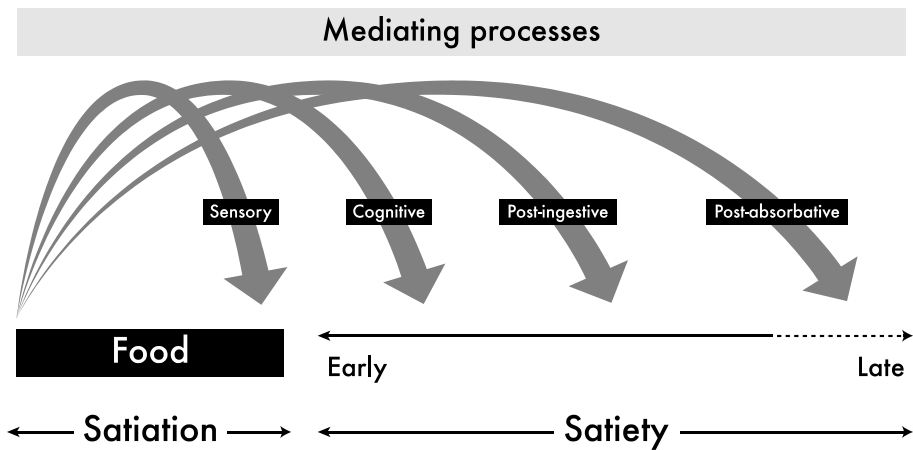 Mediating processes
Sensory
Cognitive
Post-ingestive
Post-absorbative
Food
Early
Late
Satiation
Satiety